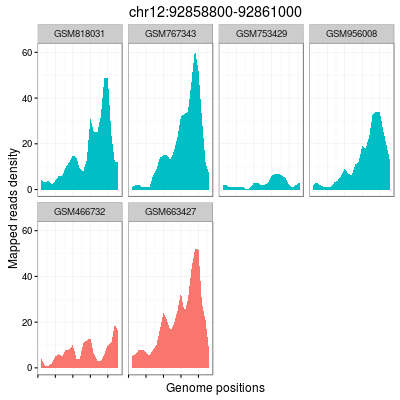 chr12:92858800-92861000
GSM818031 GSM767343 GSM753429 GSM956008
60
40
20
0
GSM466732 GSM663427
60
40
20
0
Mapped reads density
Genome positions